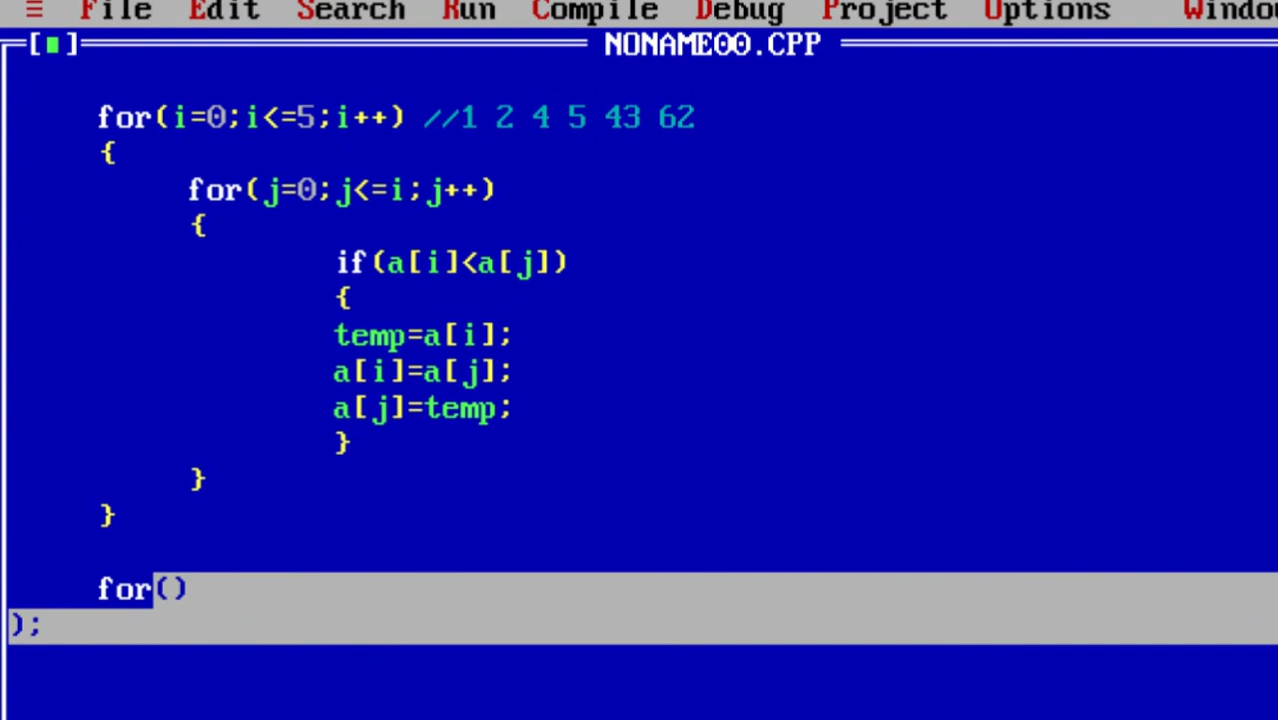 ≡ File Edit Search Run Compile Debug Project Options Windo
[■] NONAME00.CPP
for(i=0;i<=5;i++) //1 2 4 5 43 62
{
for(j=0;j<=i;j++)
{
if(a[i]<a[j])
{
temp=a[i];
a[i]=a[j];
a[j]=temp;
}
}
}
for()
);